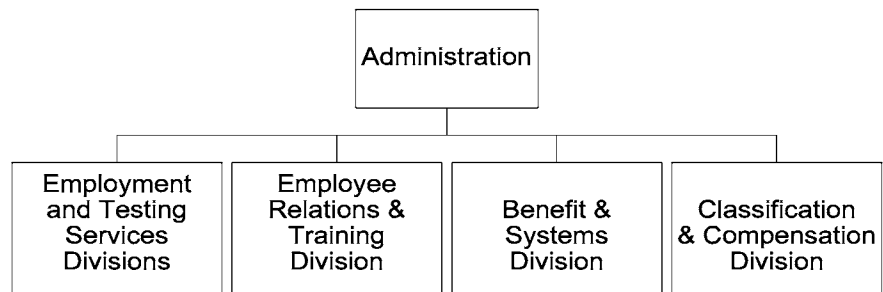 Administration
Employment
and Testing
Services
Divisions
Employee
Relations &
Training
Division
Benefit &
Systems
Division
Classification
& Compensation
Division